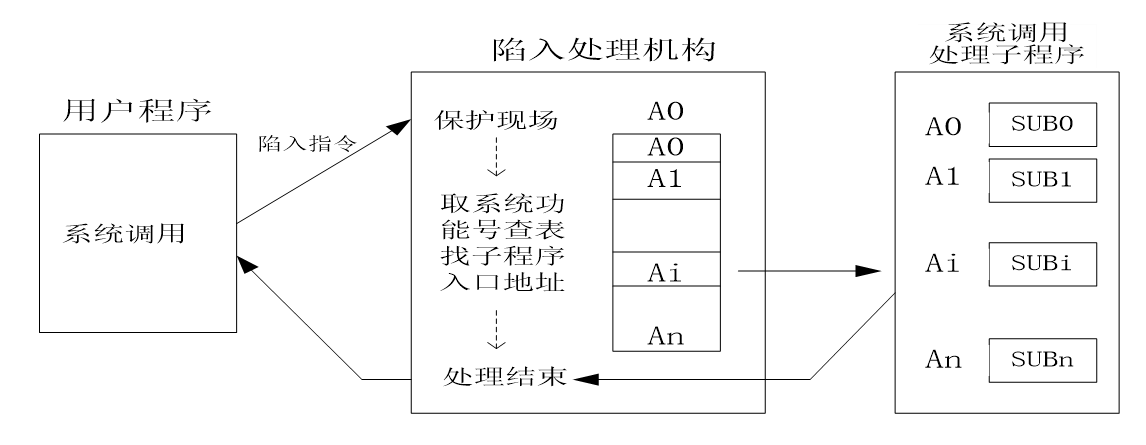 用户程序
系统调用
陷入指令
陷入处理机构
保护现场
取系统功
能号查表
找子程序
入口地址
处理结束
A0
A0
A1
Ai
An
系统调用
处理子程序
A0 SUB0
A1 SUB1
Ai SUBi
An SUBn